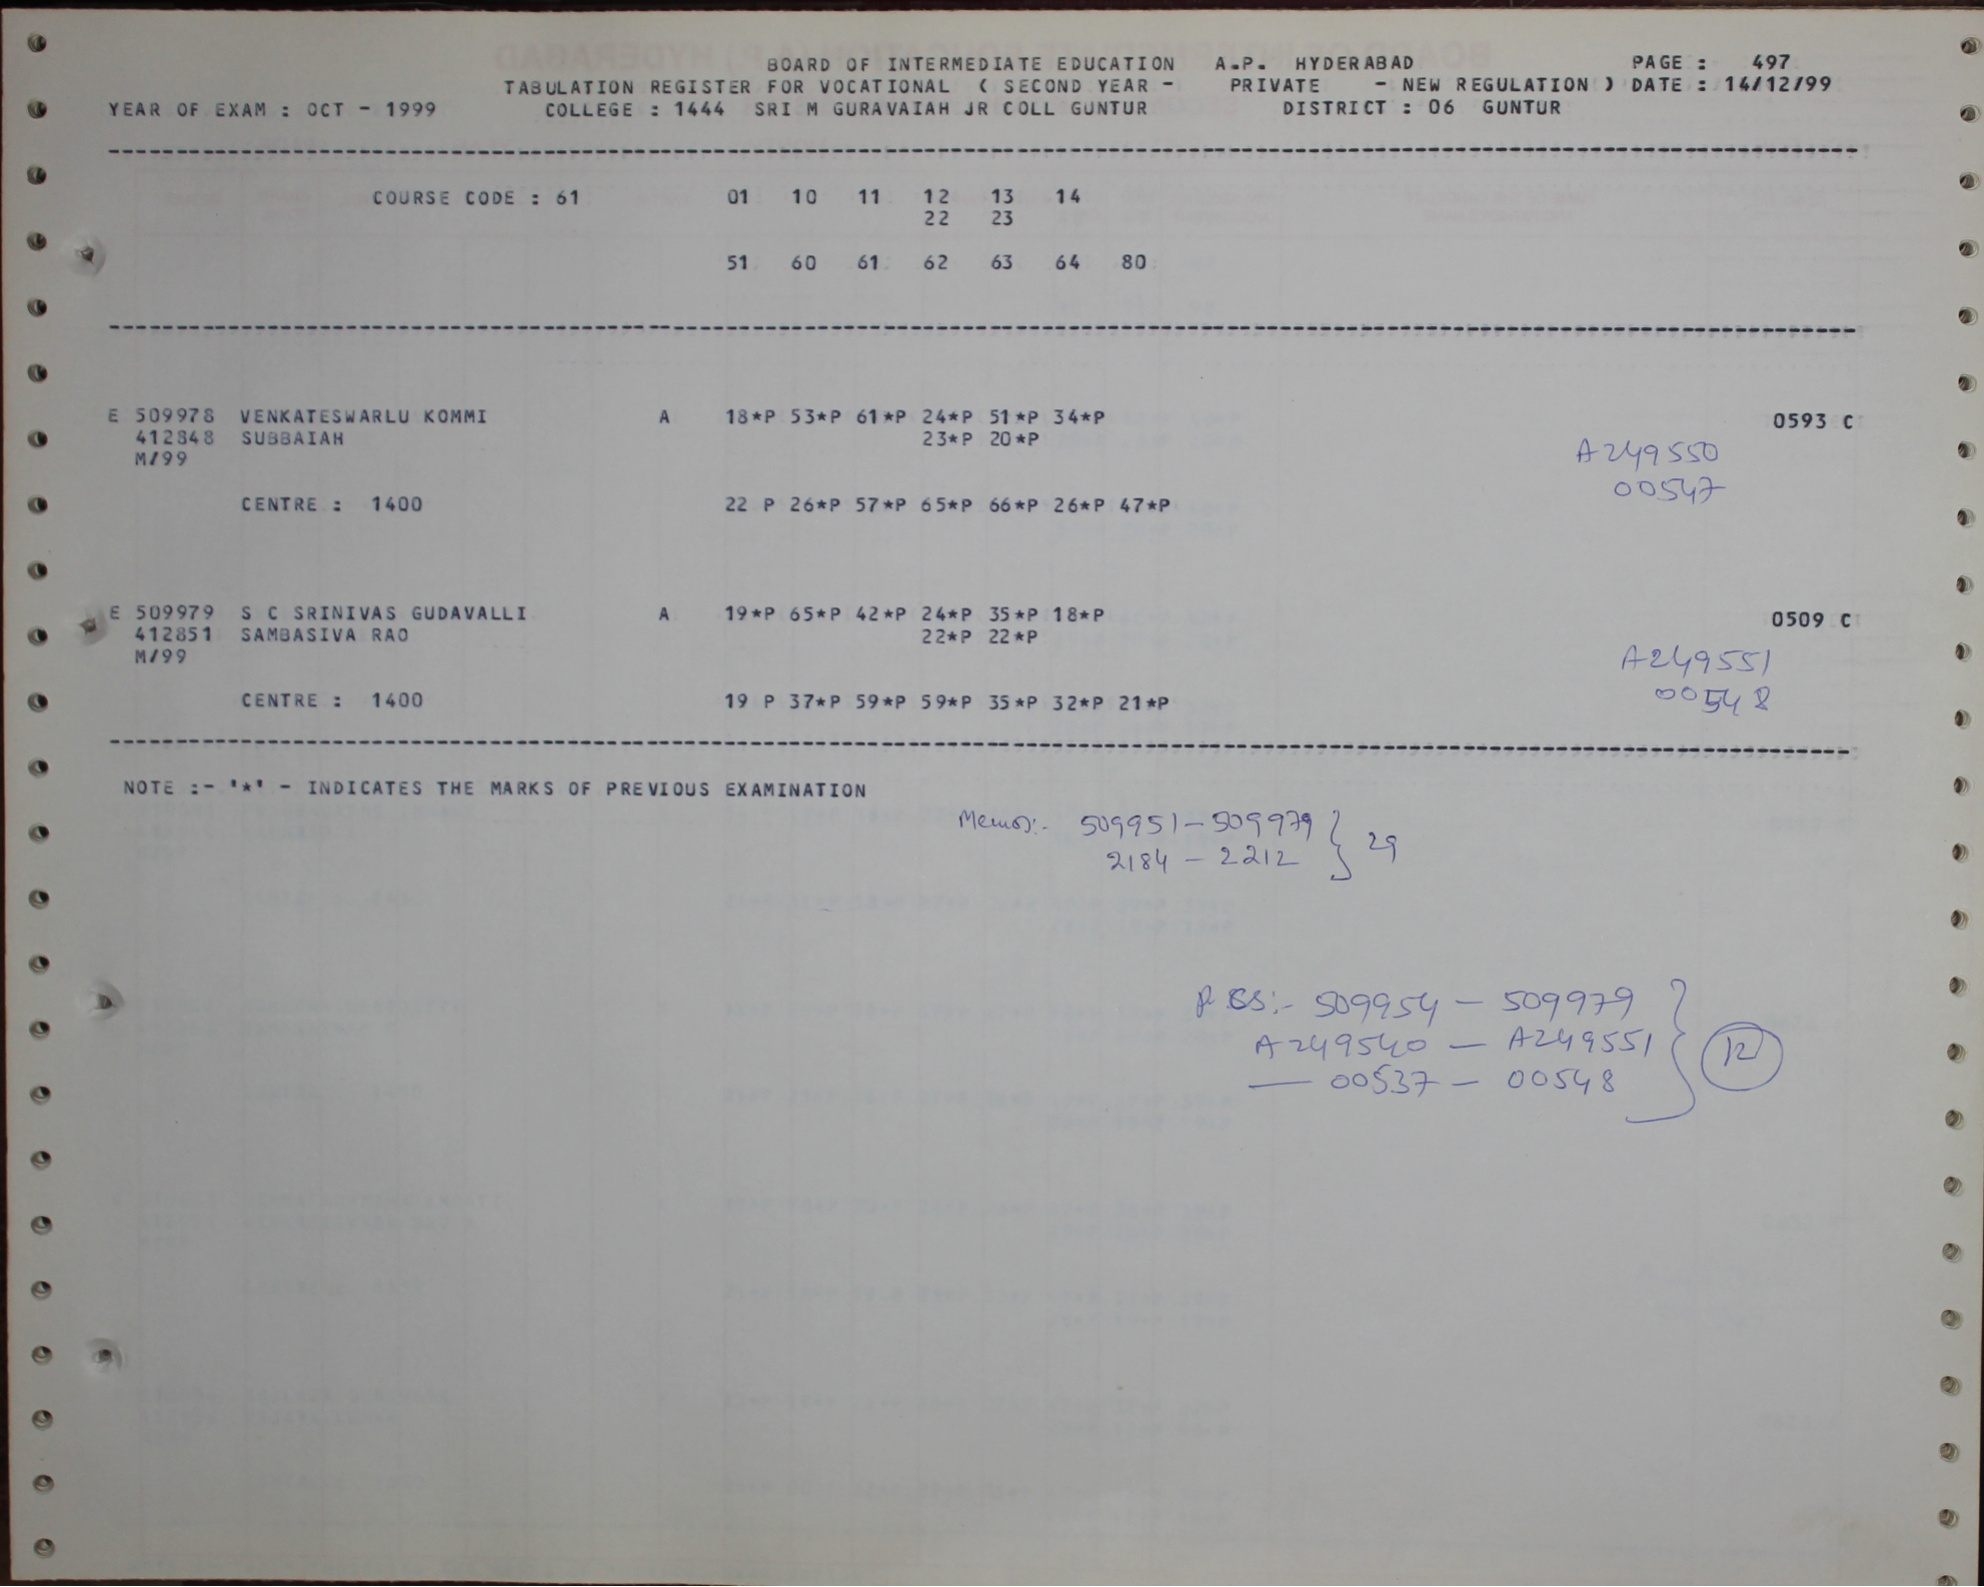 BOARD OF INTERMEDIATE EDUCATION A.P. HYDERABAD PAGE : 497
TABULATION REGISTER FOR VOCATIONAL ( SECOND YEAR - PRIVATE - NEW REGULATION ) DATE : 14/12/99
YEAR OF EXAM : OCT - 1999 COLLEGE : 1444 SRI M GURAVAIAH JR COLL GUNTUR DISTRICT : 06 GUNTUR
COURSE CODE : 61 01 10 11 12 13 14
22 23
51 60 61 62 63 64 80
E 509978 VENKATESWARLU KOMMI A 18*P 53*P 61*P 24*P 51*P 34*P 0593 C
412848 SUBBAIAH 23*P 20*P
M/99
A249550
00547
CENTRE : 1400 22 P 26*P 57*P 65*P 66*P 26*P 47*P
E 509979 S C SRINIVAS GUDAVALLI A 19*P 65*P 42*P 24*P 35*P 18*P 0509 C
412851 SAMBASIVA RAO 22*P 22*P
M/99
A249551
00548
CENTRE : 1400 19 P 37*P 59*P 59*P 35*P 32*P 21*P
NOTE :- '*' - INDICATES THE MARKS OF PREVIOUS EXAMINATION
509951 - 509979
2184 - 2212 } 29
509954 - 509979
A249540 - A249551 } 12
- 00537 - 00548